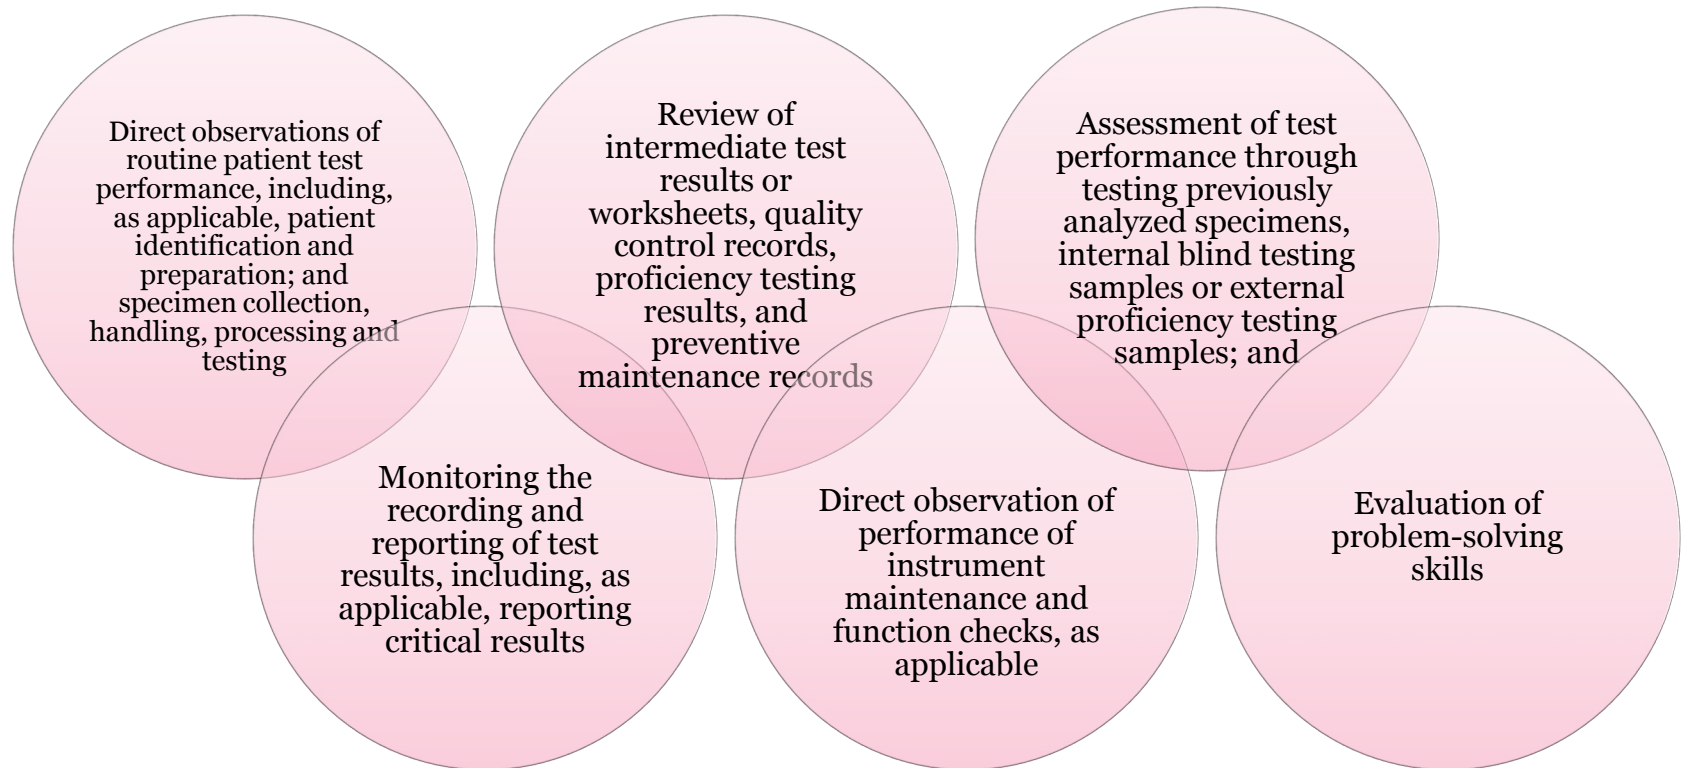 Direct observations of
routine patient test
performance, including,
as applicable, patient
identification and
preparation; and
specimen collection,
handling, processing and
testing
Monitoring the
recording and
reporting of test
results, including, as
applicable, reporting
critical results
Review of
intermediate test
results or
worksheets, quality
control records,
proficiency testing
results, and
preventive
maintenance records
Direct observation of
performance of
instrument
maintenance and
function checks, as
applicable
Assessment of test
performance through
testing previously
analyzed specimens,
internal blind testing
samples or external
proficiency testing
samples; and
Evaluation of
problem-solving
skills